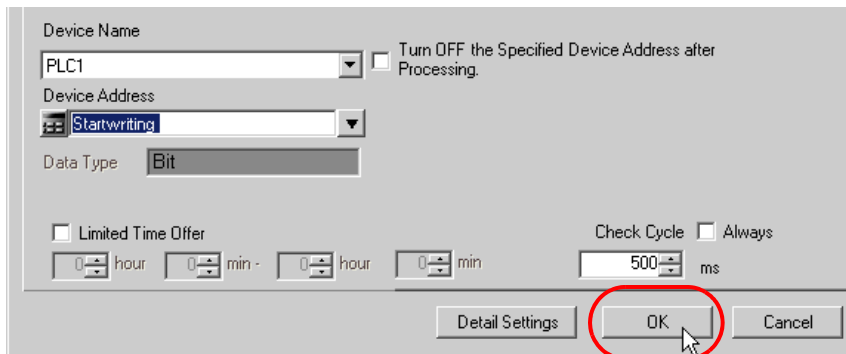 Device Name
PLC1
Turn OFF the Specified Device Address after
Processing.
Device Address
Startwriting
Data Type Bit
Limited Time Offer
Check Cycle Always
0 hour 0 min - 0 hour 0 min
500 ms
Detail Settings OK Cancel